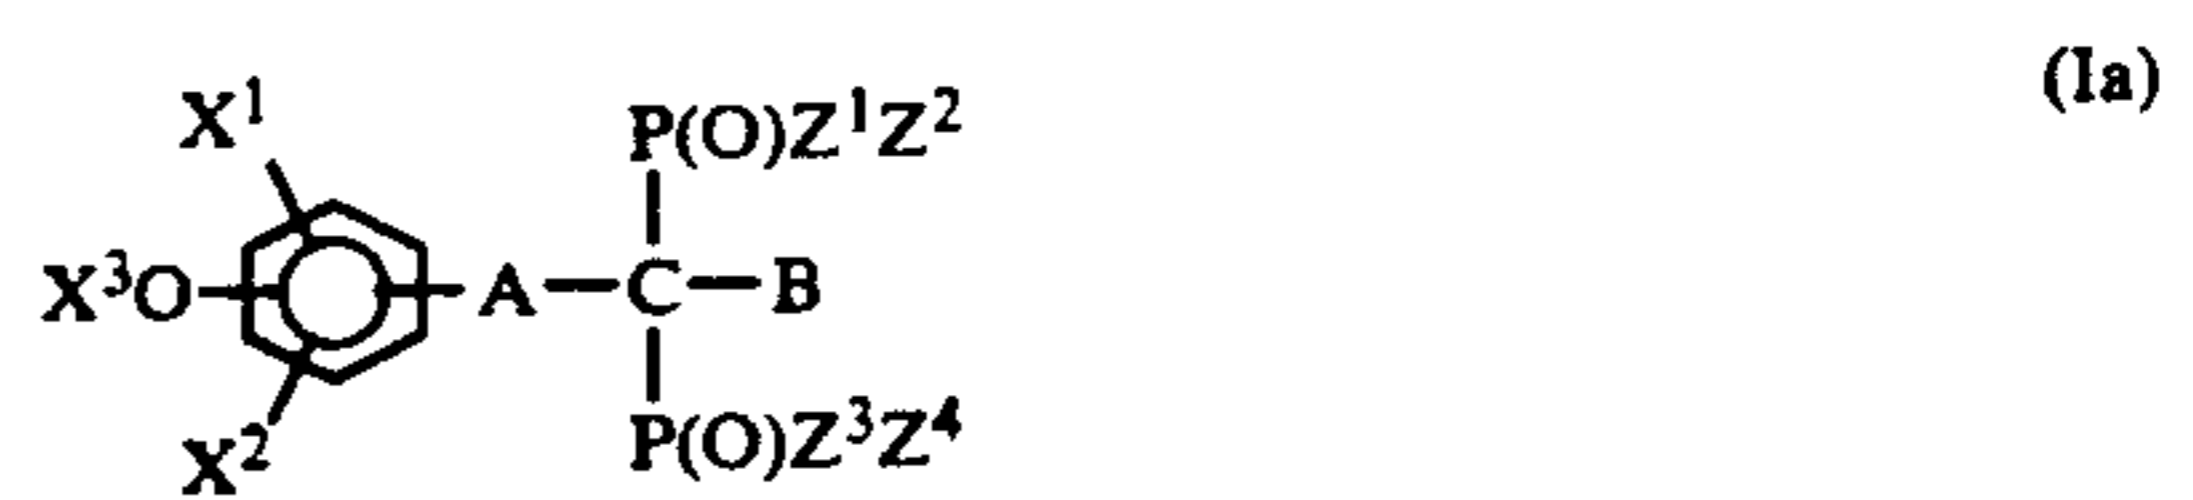 (Ia)
X¹ P(O)Z¹Z²
X³O A C B
X² P(O)Z³Z⁴